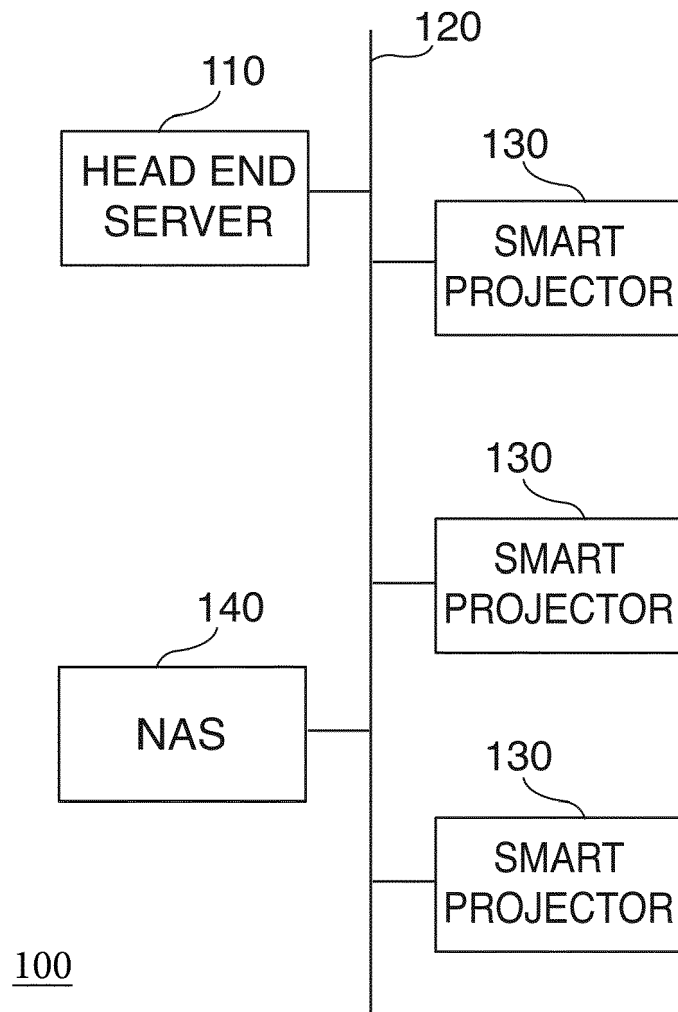 120
110
HEAD END
SERVER
130
SMART
PROJECTOR
130
SMART
PROJECTOR
140
NAS
130
SMART
PROJECTOR
100